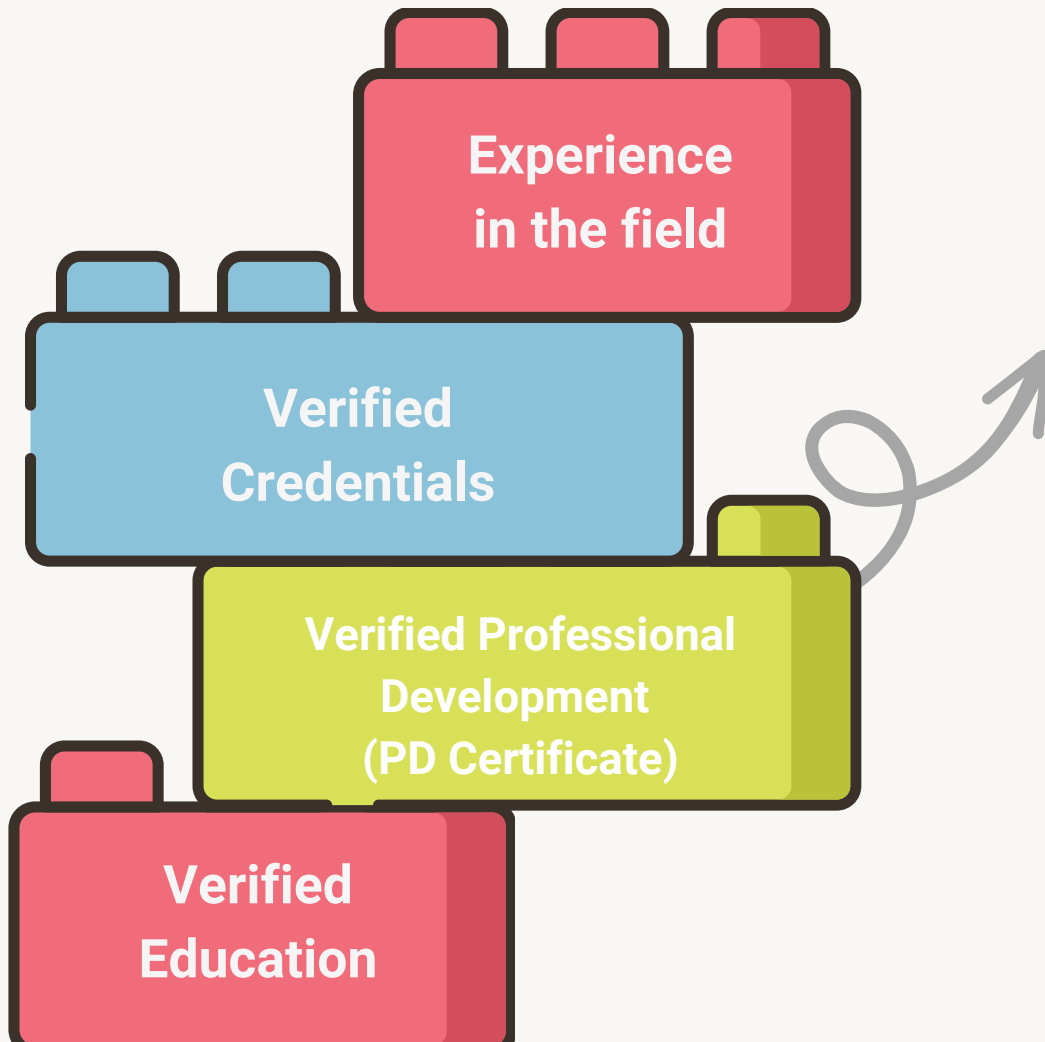 Experience
in the field
Verified
Credentials
Verified Professional
Development
(PD Certificate)
Verified
Education